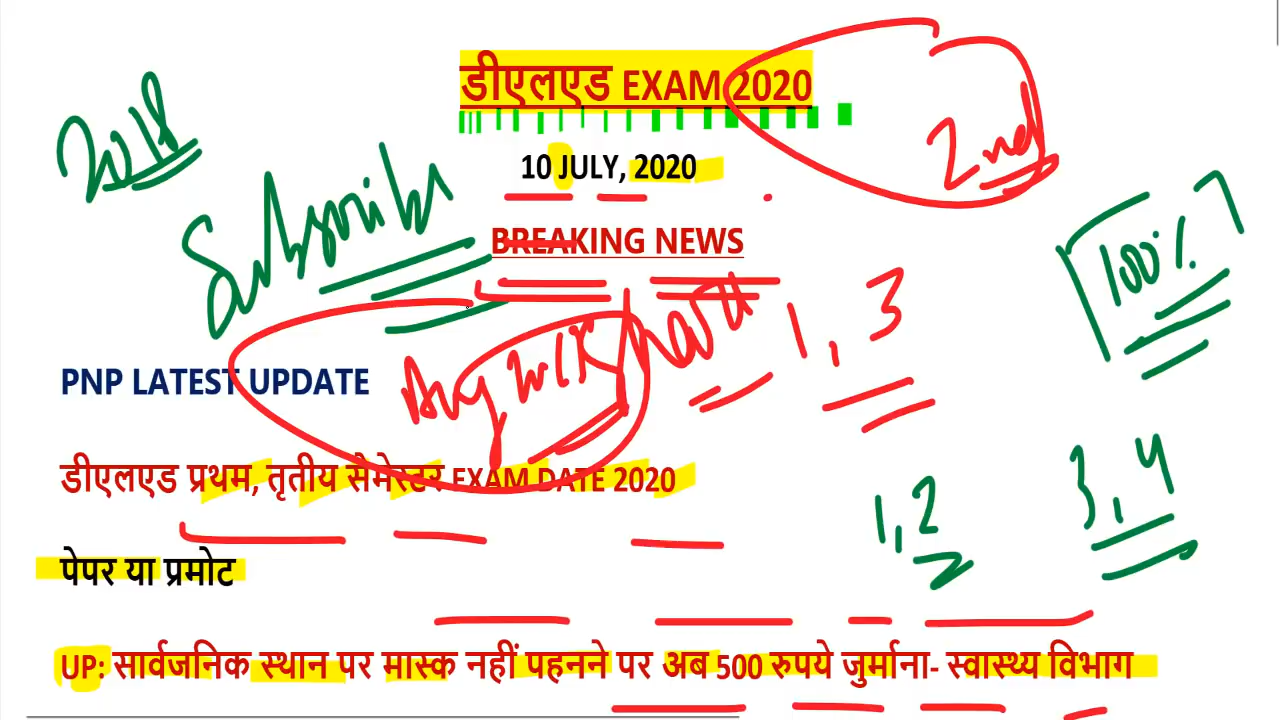 डीएलएड EXAM 2020
2nd
2018
10 JULY, 2020
Subscribe
BREAKING NEWS
100%
1, 3
PNP LATEST UPDATE
डीएलएड प्रथम, तृतीय सेमेस्टर EXAM DATE 2020
1, 2
3, 4
पेपर या प्रमोट
UP: सार्वजनिक स्थान पर मास्क नहीं पहनने पर अब 500 रुपये जुर्माना- स्वास्थ्य विभाग